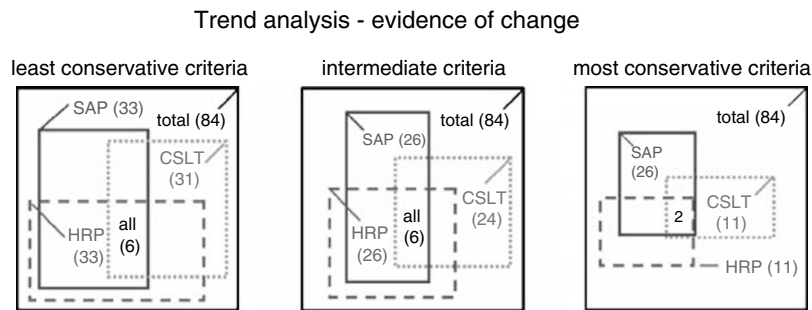 Trend analysis - evidence of change
least conservative criteria
SAP (33)
total (84)
CSLT
(31)
HRP
(33)
all
(6)
intermediate criteria
total (84)
SAP (26)
CSLT
(24)
HRP
(26)
all
(6)
most conservative criteria
total (84)
SAP
(26)
CSLT
(11)
2
HRP (11)